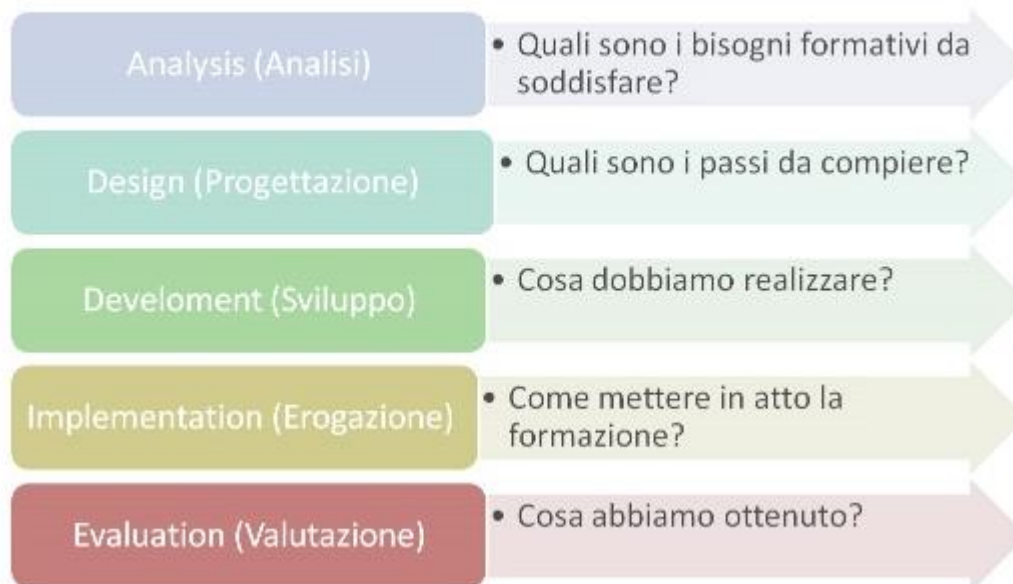 Analysis (Analisi)
• Quali sono i bisogni formativi da
soddisfare?
Design (Progettazione)
• Quali sono i passi da compiere?
Develoment (Sviluppo)
• Cosa dobbiamo realizzare?
Implementation (Erogazione)
• Come mettere in atto la
formazione?
Evaluation (Valutazione)
• Cosa abbiamo ottenuto?